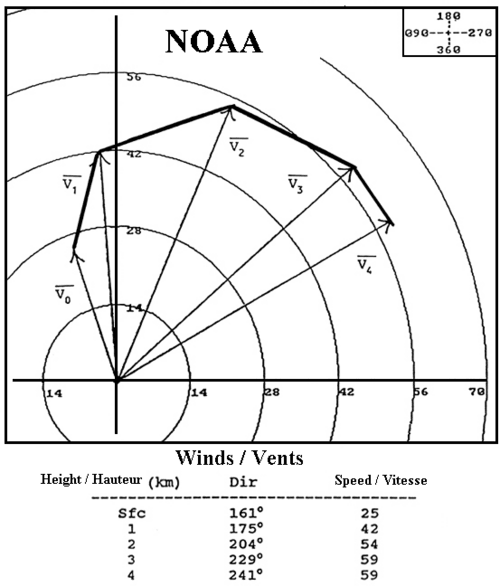 180
090 270
360
NOAA
56
V1 42 V2
V3
28
V0 V4
14
14 14 28 42 56 70
Winds / Vents
Height / Hauteur (km) Dir Speed / Vitesse
Sfc 161° 25
1 175° 42
2 204° 54
3 229° 59
4 241° 59